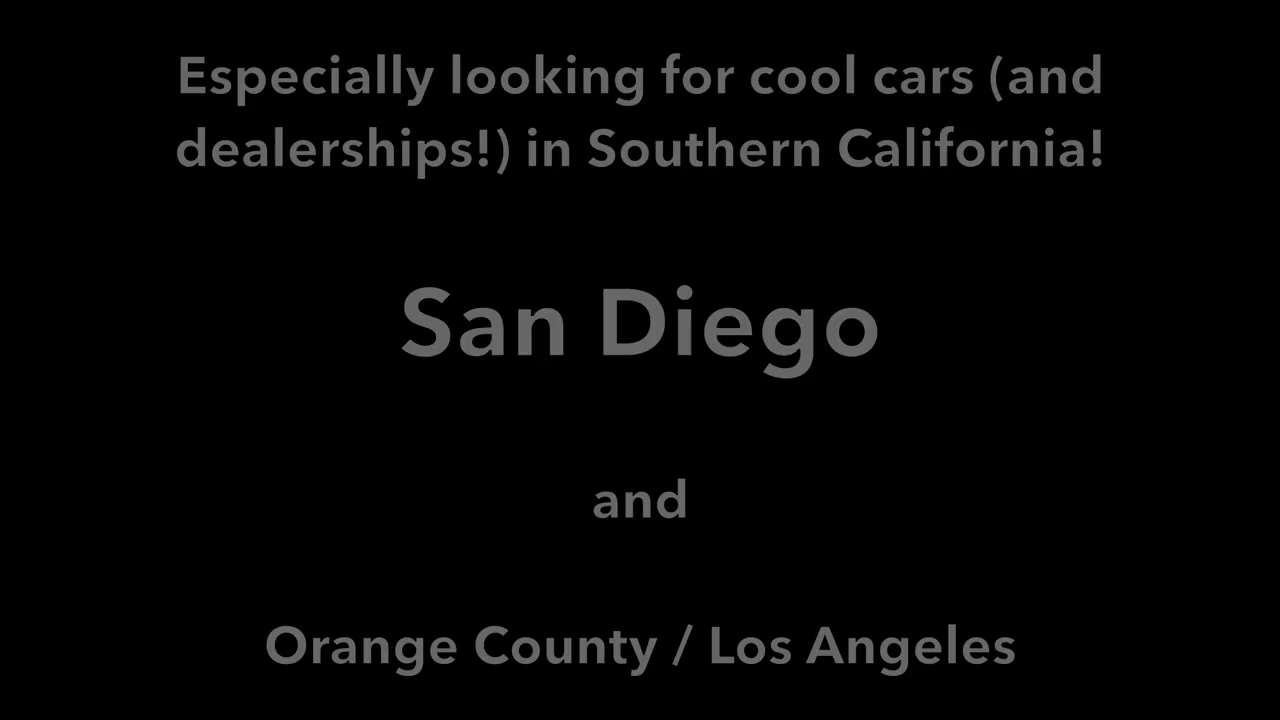 Especially looking for cool cars (and
dealerships!) in Southern California!
San Diego
and
Orange County / Los Angeles